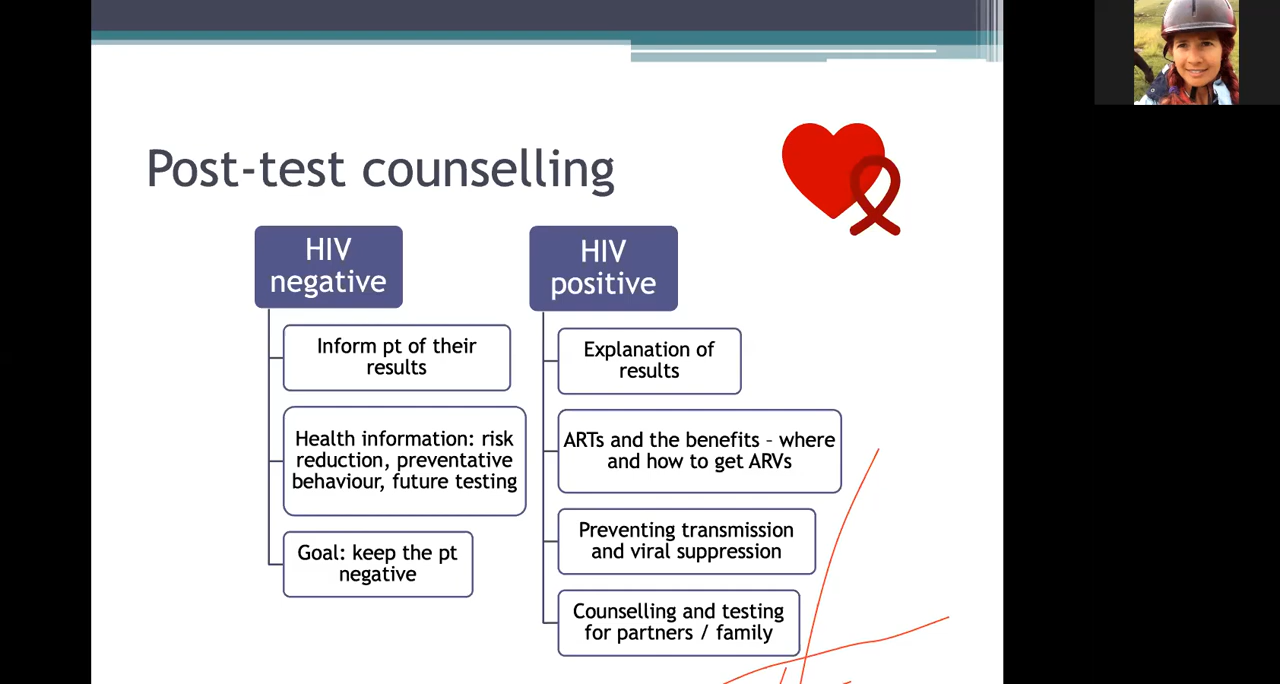 Post-test counselling
HIV
negative
Inform pt of their
results
Health information: risk
reduction, preventative
behaviour, future testing
Goal: keep the pt
negative
HIV
positive
Explanation of
results
ARTs and the benefits – where
and how to get ARVs
Preventing transmission
and viral suppression
Counselling and testing
for partners / family